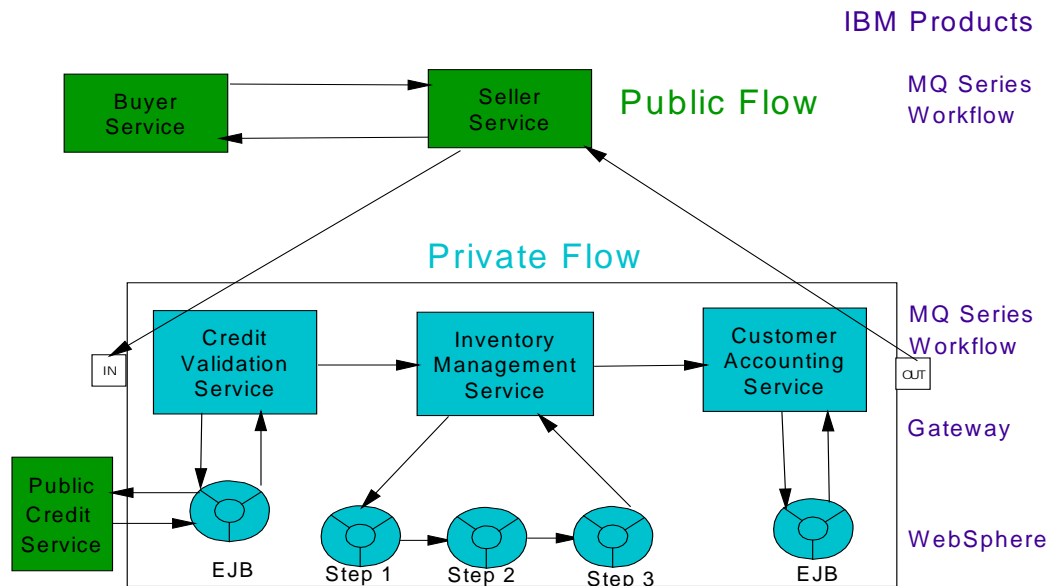 IBM Products
Buyer
Service
Seller
Service
Public Flow
MQ Series
Workflow
Private Flow
MQ Series
Workflow
IN
Credit
Validation
Service
Inventory
Management
Service
Customer
Accounting
Service
OUT
Gateway
Public
Credit
Service
WebSphere
EJB
Step 1
Step 2
Step 3
EJB